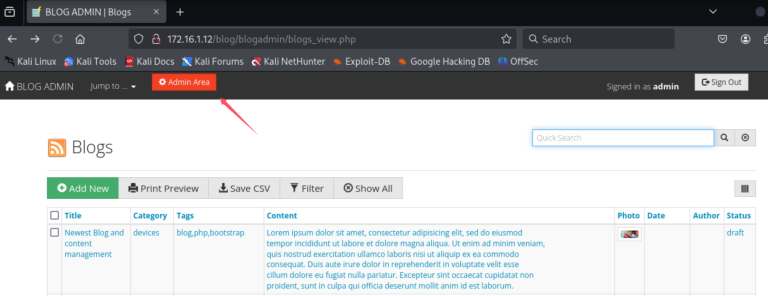 BLOG ADMIN | Blogs
172.16.1.12/blog/blogadmin/blogs_view.php
Search
Kali Linux Kali Tools Kali Docs Kali Forums Kali NetHunter Exploit-DB Google Hacking DB OffSec
BLOG ADMIN Jump to ... Admin Area Signed in as admin Sign Out
Blogs
Quick Search
Add New Print Preview Save CSV Filter Show All
Title Category Tags Content Photo Date Author Status
Newest Blog and devices blog,php,bootstrap Lorem ipsum dolor sit amet, consectetur adipisicing elit, sed do eiusmod draft
content tempor incididunt ut labore et dolore magna aliqua. Ut enim ad minim veniam,
management quis nostrud exercitation ullamco laboris nisi ut aliquip ex ea commodo
consequat. Duis aute irure dolor in reprehenderit in voluptate velit esse
cillum dolore eu fugiat nulla pariatur. Excepteur sint occaecat cupidatat non
proident, sunt in culpa qui officia deserunt mollit anim id est laborum.